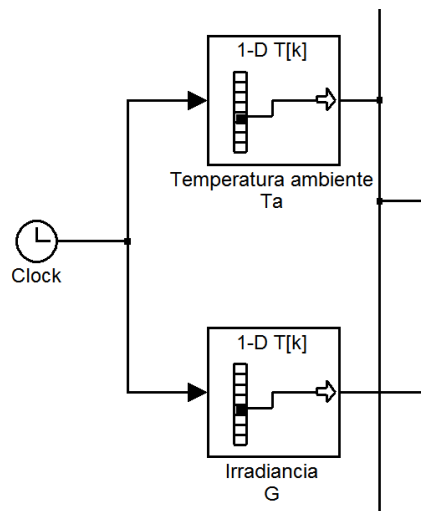 1-D T[k]
Temperatura ambiente
Ta
Clock
1-D T[k]
Irradiancia
G